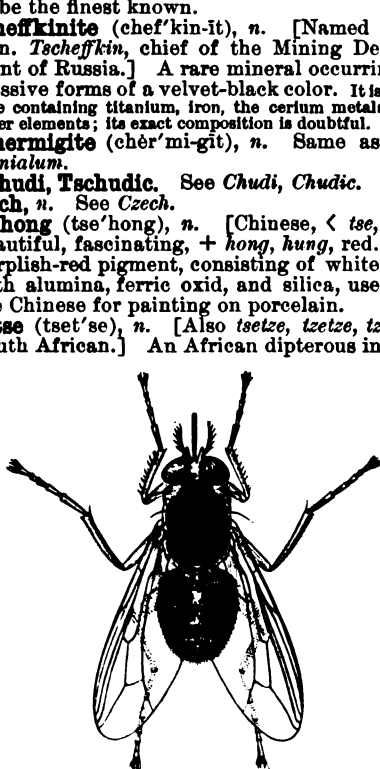 be the finest known.
heffkinite (chef'kin-īt), n. [Named
n. Tscheffkin, chief of the Mining De
nt of Russia.] A rare mineral occurrin
ssive forms of a velvet-black color. It is
e containing titanium, iron, the cerium metals
er elements; its exact composition is doubtful.
hermigite (chėr'mi-gīt), n. Same as
nialum.
hudi, Tschudic. See Chudi, Chudic.
ch, n. See Czech.
hong (tse'hong), n. [Chinese, < tse,
autiful, fascinating, + hong, hung, red.
rplish-red pigment, consisting of white
th alumina, ferric oxid, and silica, use
e Chinese for painting on porcelain.
se (tset'se), n. [Also tsetze, tzetze, tz
uth African.] An African dipterous in